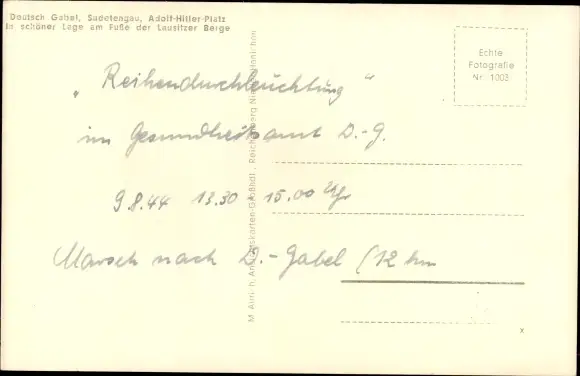 Deutsch Gabel, Sudetengau, Adolf-Hitler-Platz
In schöner Lage am Fuße der Lausitzer Berge
Echte
Fotografie
Nr. 1003
„Reihendurchleuchtung“
im Gesundheitsamt D.-G.
9.8.44 13.30 15.00 Uhr
Marsch nach D.-Gabel (12 km
x